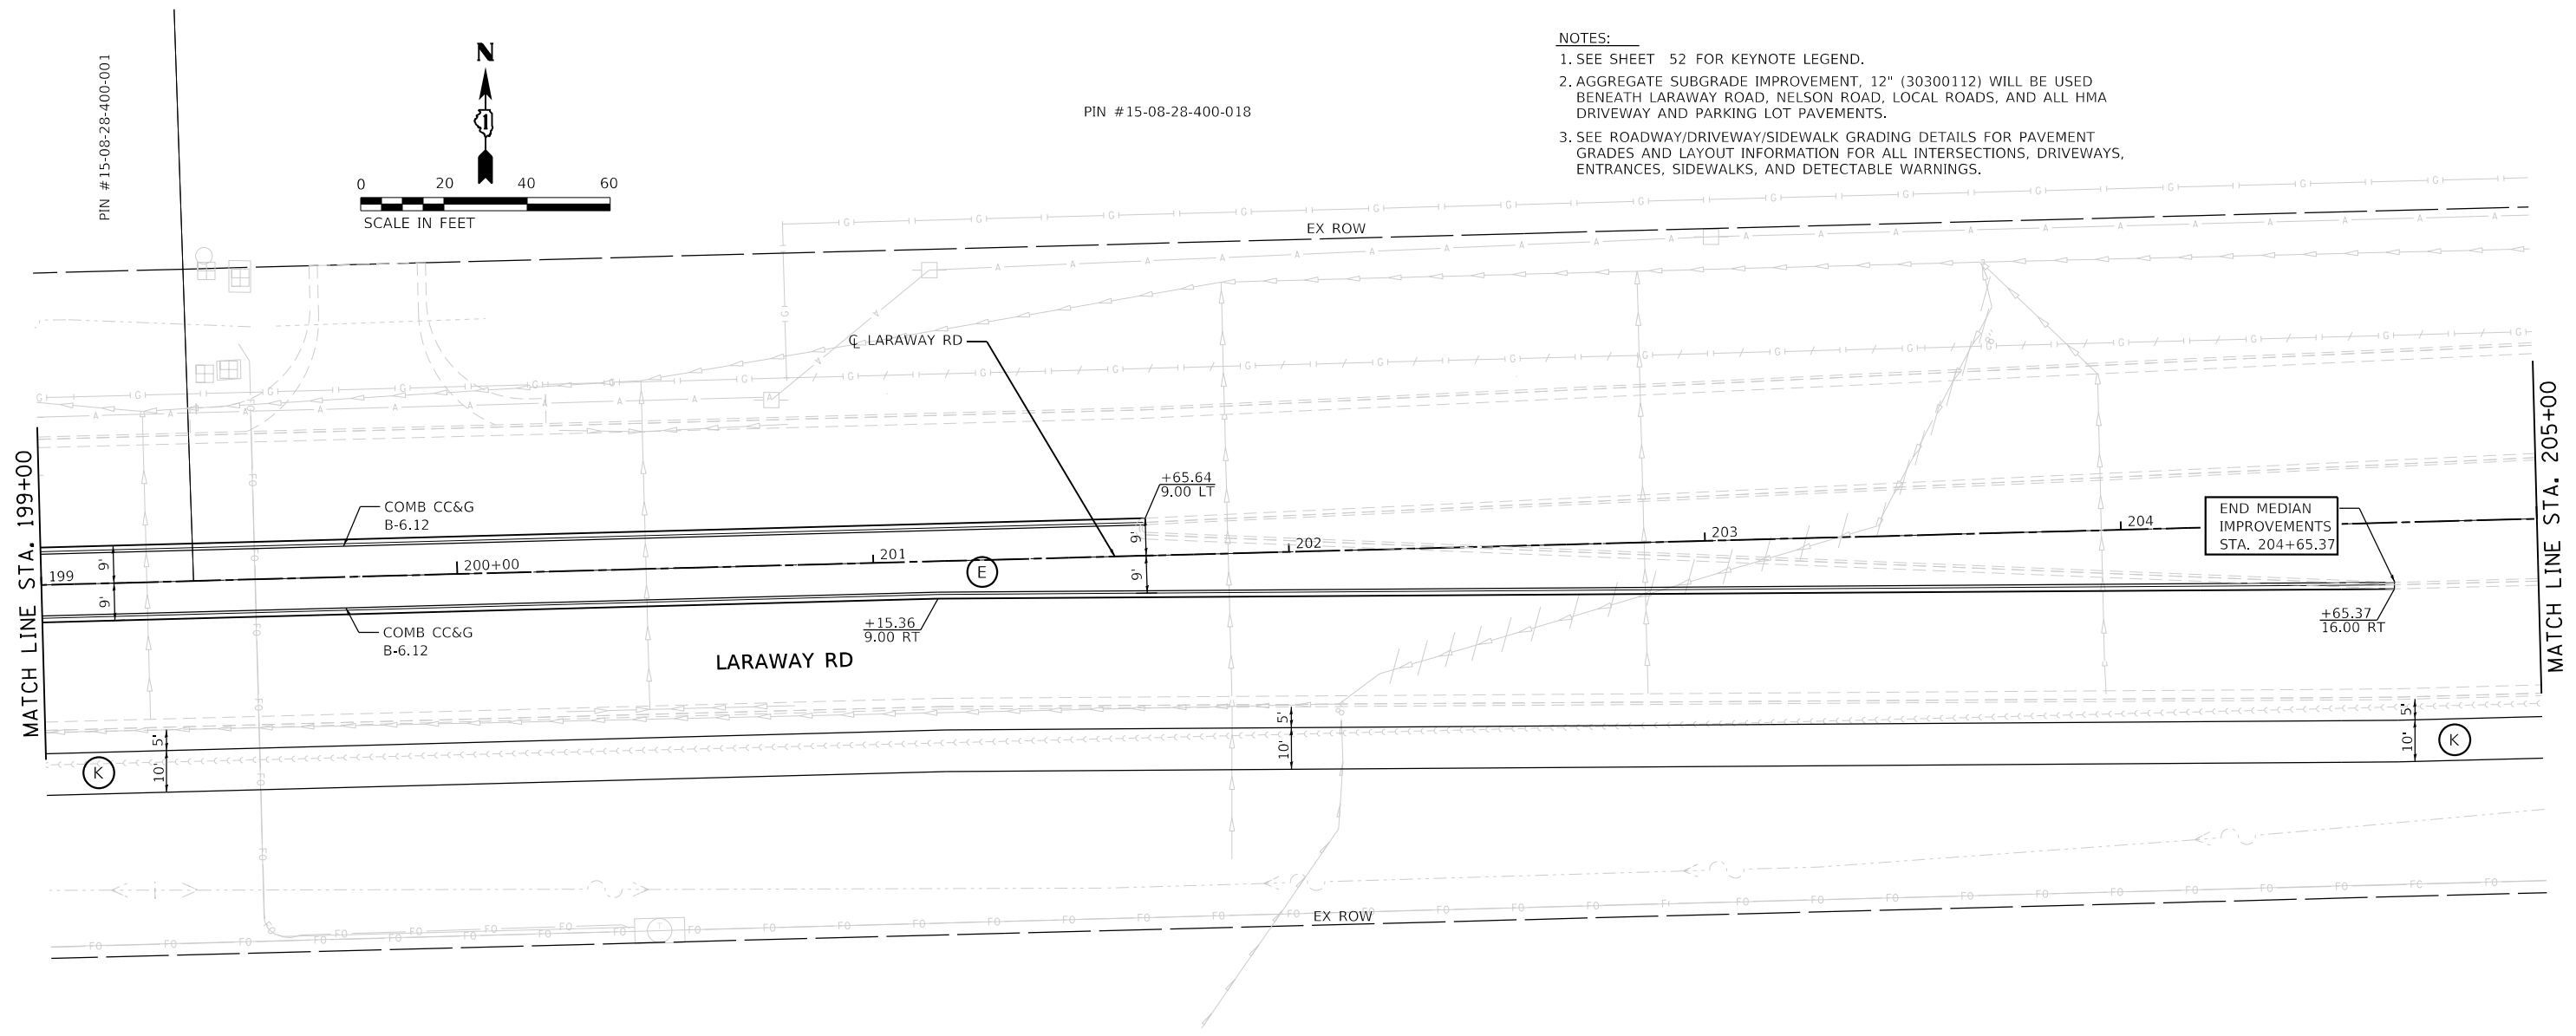 PIN #15-08-28-400-001
N
1
0 20 40 60
SCALE IN FEET
PIN #15-08-28-400-018
NOTES:
1. SEE SHEET 52 FOR KEYNOTE LEGEND.
2. AGGREGATE SUBGRADE IMPROVEMENT, 12" (30300112) WILL BE USED
BENEATH LARAWAY ROAD, NELSON ROAD, LOCAL ROADS, AND ALL HMA
DRIVEWAY AND PARKING LOT PAVEMENTS.
3. SEE ROADWAY/DRIVEWAY/SIDEWALK GRADING DETAILS FOR PAVEMENT
GRADES AND LAYOUT INFORMATION FOR ALL INTERSECTIONS, DRIVEWAYS,
ENTRANCES, SIDEWALKS, AND DETECTABLE WARNINGS.
EX ROW
℄ LARAWAY RD
MATCH LINE STA. 199+00
MATCH LINE STA. 205+00
COMB CC&G
B-6.12
+65.64
9.00 LT
END MEDIAN
IMPROVEMENTS
STA. 204+65.37
199
200+00
201
202
203
204
9'
9'
9'
9'
E
COMB CC&G
B-6.12
+15.36
9.00 RT
+65.37
16.00 RT
LARAWAY RD
5'
10'
5'
10'
5'
10'
K
K
EX ROW